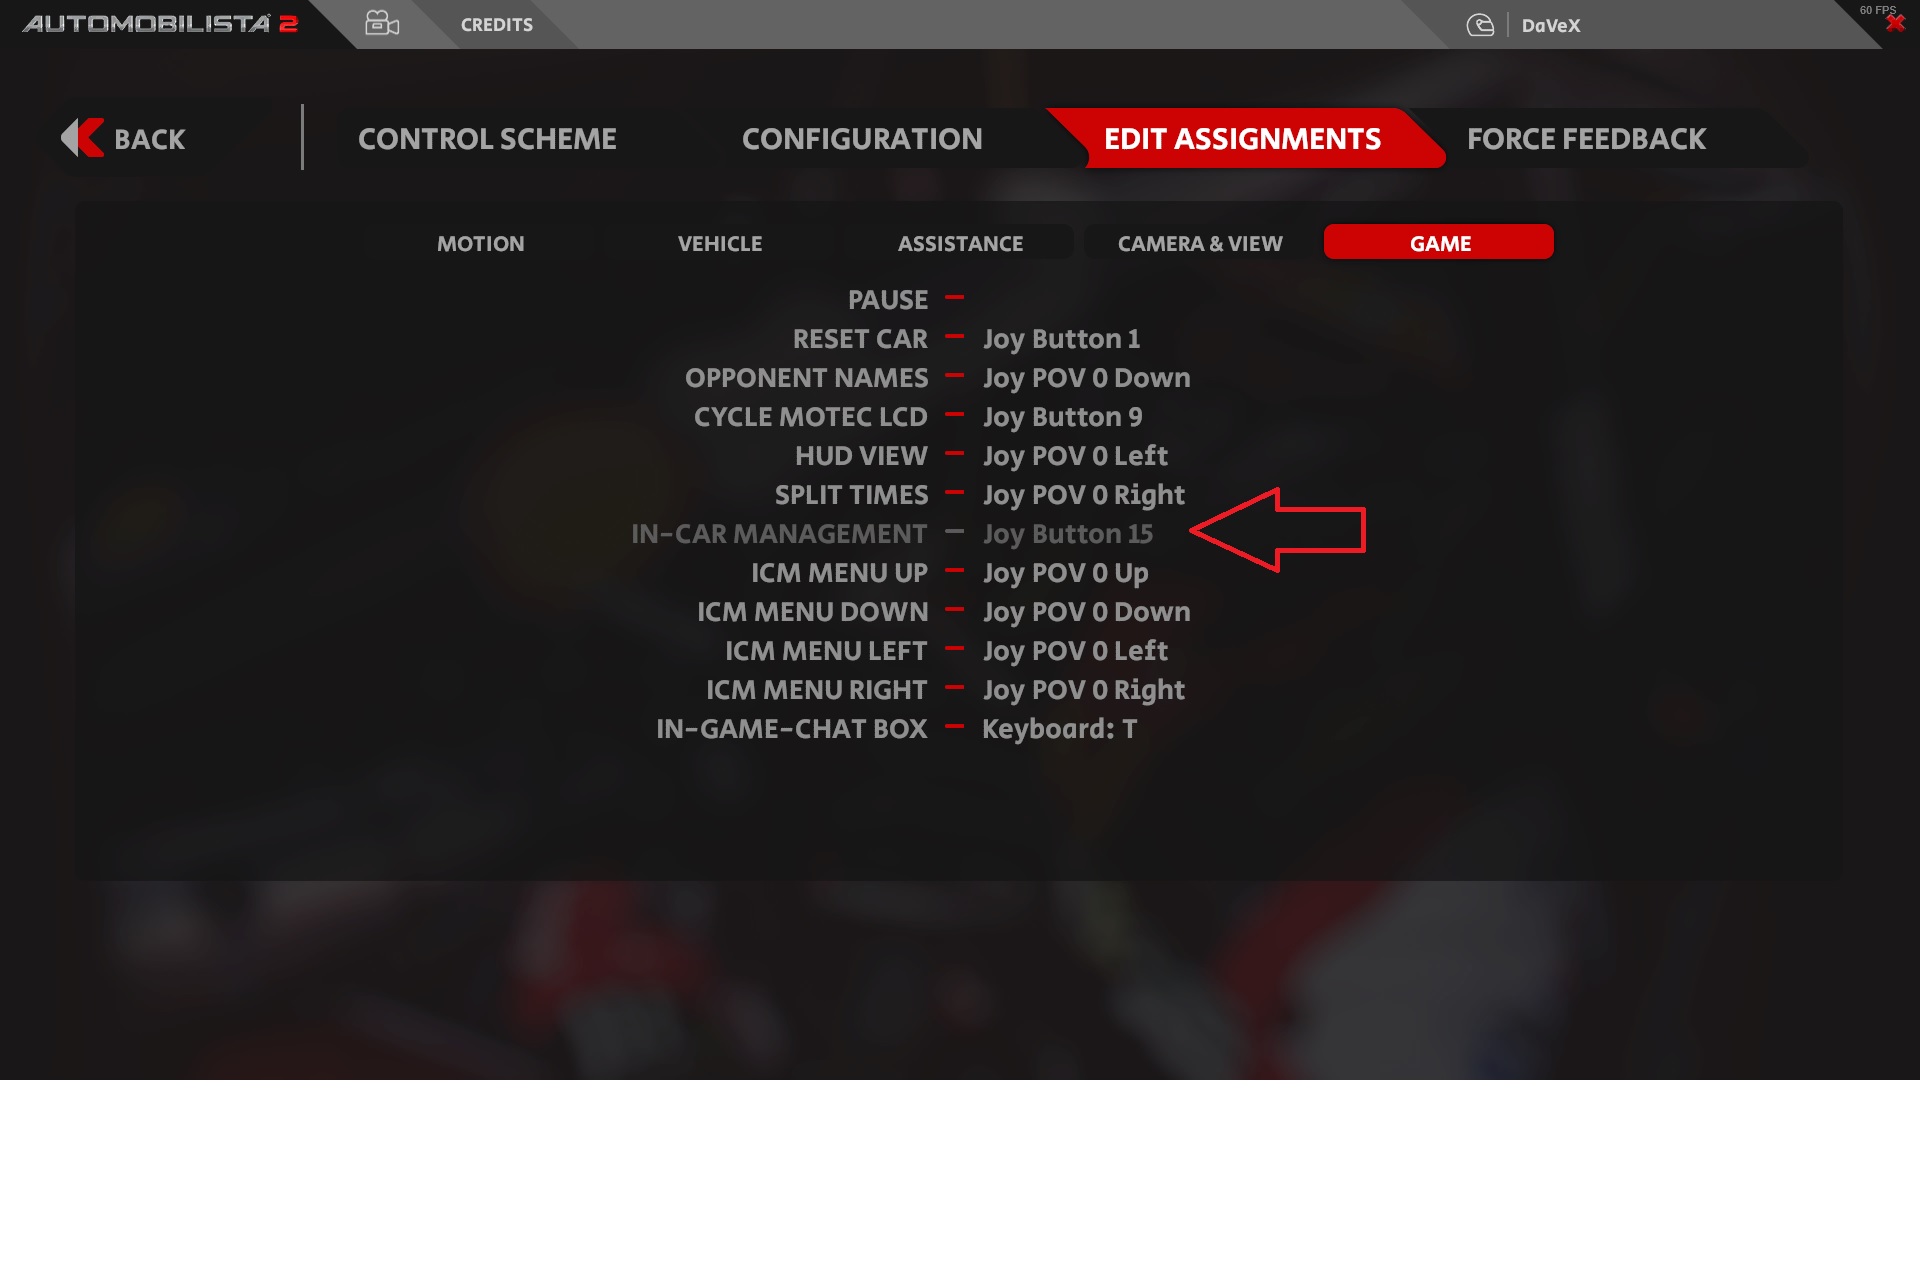 AUTOMOBILISTA 2
CREDITS
DaVeX
60 FPS
BACK
CONTROL SCHEME
CONFIGURATION
EDIT ASSIGNMENTS
FORCE FEEDBACK
MOTION
VEHICLE
ASSISTANCE
CAMERA & VIEW
GAME
PAUSE –
RESET CAR – Joy Button 1
OPPONENT NAMES – Joy POV 0 Down
CYCLE MOTEC LCD – Joy Button 9
HUD VIEW – Joy POV 0 Left
SPLIT TIMES – Joy POV 0 Right
IN-CAR MANAGEMENT – Joy Button 15
ICM MENU UP – Joy POV 0 Up
ICM MENU DOWN – Joy POV 0 Down
ICM MENU LEFT – Joy POV 0 Left
ICM MENU RIGHT – Joy POV 0 Right
IN-GAME-CHAT BOX – Keyboard: T